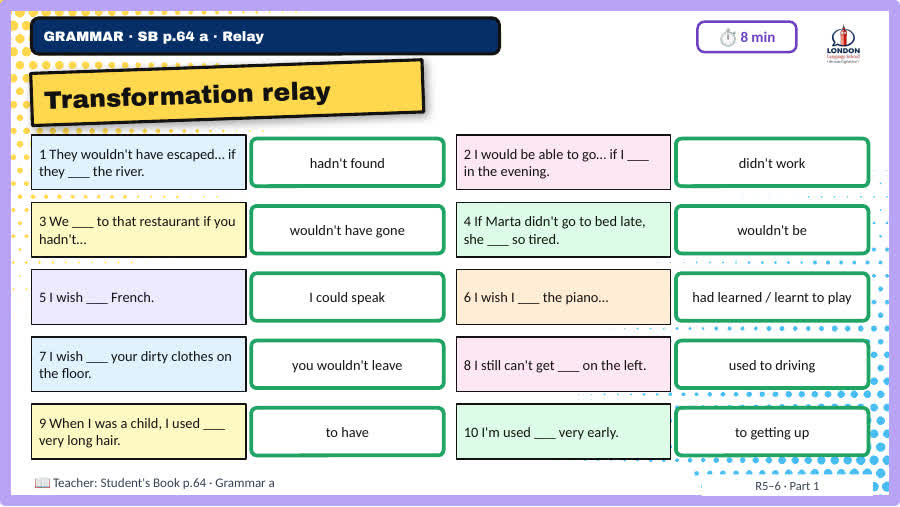 GRAMMAR · SB p.64 a · Relay
⏱️ 8 min
LONDON
Language School
Transformation relay
1 They wouldn't have escaped... if
they ___ the river.
hadn't found
2 I would be able to go... if I ___
in the evening.
didn't work
3 We ___ to that restaurant if you
hadn't...
wouldn't have gone
4 If Marta didn't go to bed late,
she ___ so tired.
wouldn't be
5 I wish ___ French.
I could speak
6 I wish I ___ the piano...
had learned / learnt to play
7 I wish ___ your dirty clothes on
the floor.
you wouldn't leave
8 I still can't get ___ on the left.
used to driving
9 When I was a child, I used ___
very long hair.
to have
10 I'm used ___ very early.
to getting up
📖 Teacher: Student's Book p.64 · Grammar a
R5–6 · Part 1